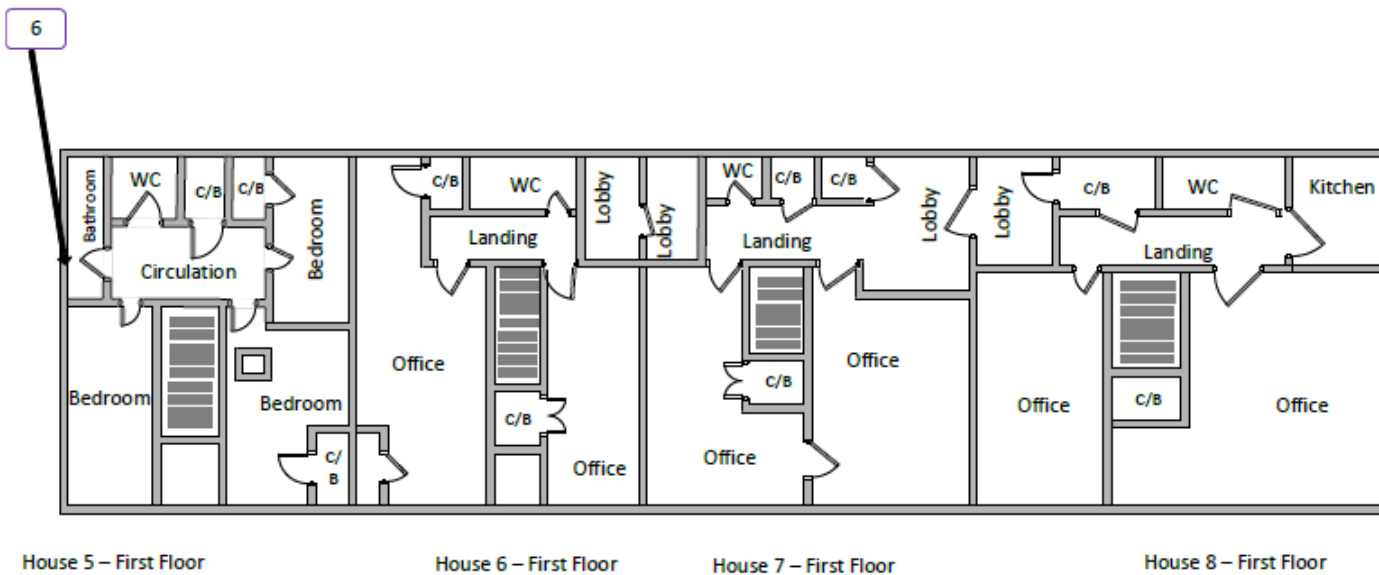 6
Bathroom
WC
C/B
C/B
Bedroom
Circulation
Bedroom
Bedroom
C/
B
C/B
WC
Landing
Lobby
Lobby
Office
C/B
Office
WC
C/B
C/B
Landing
Lobby
Lobby
Office
C/B
Office
C/B
WC
Kitchen
Landing
Office
C/B
Office
House 5 – First Floor
House 6 – First Floor
House 7 – First Floor
House 8 – First Floor